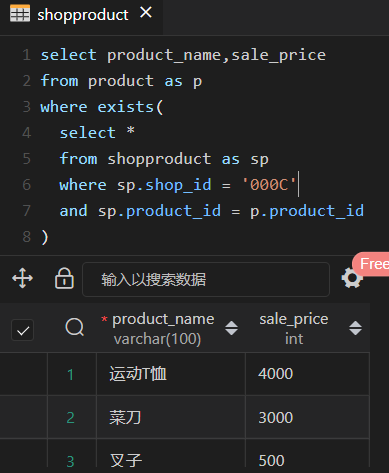 shopproduct ×
1 select product_name,sale_price
2 from product as p
3 where exists(
4 select *
5 from shopproduct as sp
6 where sp.shop_id = '000C'
7 and sp.product_id = p.product_id
8 )
输入以搜索数据
Free
* product_name sale_price
varchar(100) int
1 运动T恤 4000
2 菜刀 3000
3 叉子 500